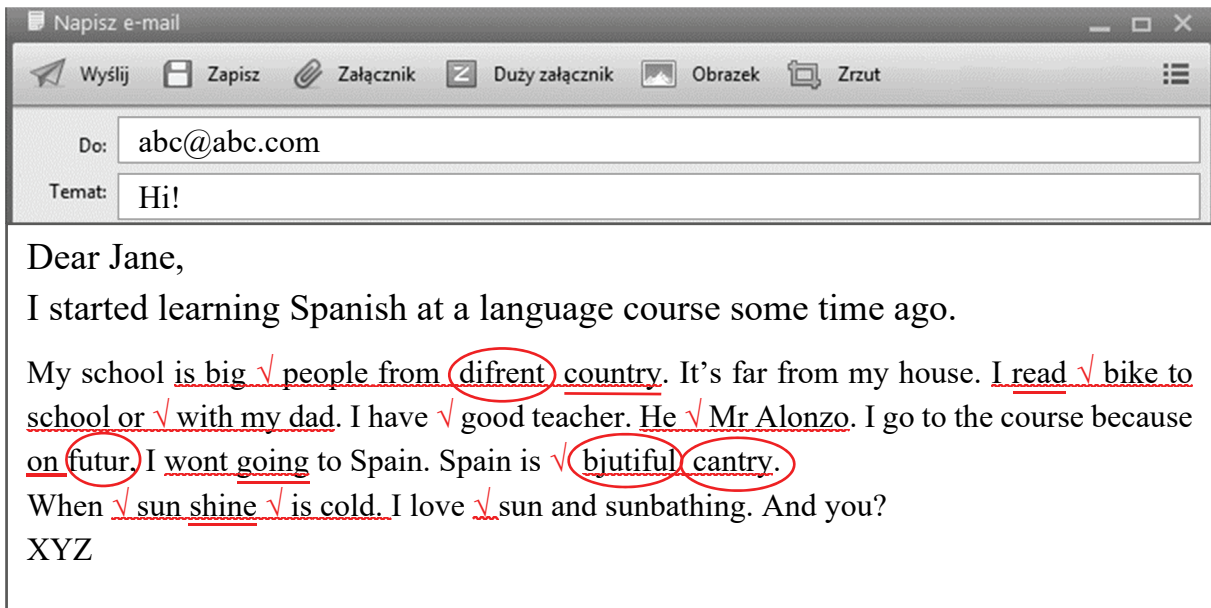 Napisz e-mail
Wyślij Zapisz Załącznik Duży załącznik Obrazek Zrzut
Do: abc@abc.com
Temat: Hi!
Dear Jane,
I started learning Spanish at a language course some time ago.
My school is big √ people from difrent country. It’s far from my house. I read √ bike to
school or √ with my dad. I have √ good teacher. He √ Mr Alonzo. I go to the course because
on futur, I wont going to Spain. Spain is √ bjutiful cantry.
When √ sun shine √ is cold. I love √ sun and sunbathing. And you?
XYZ